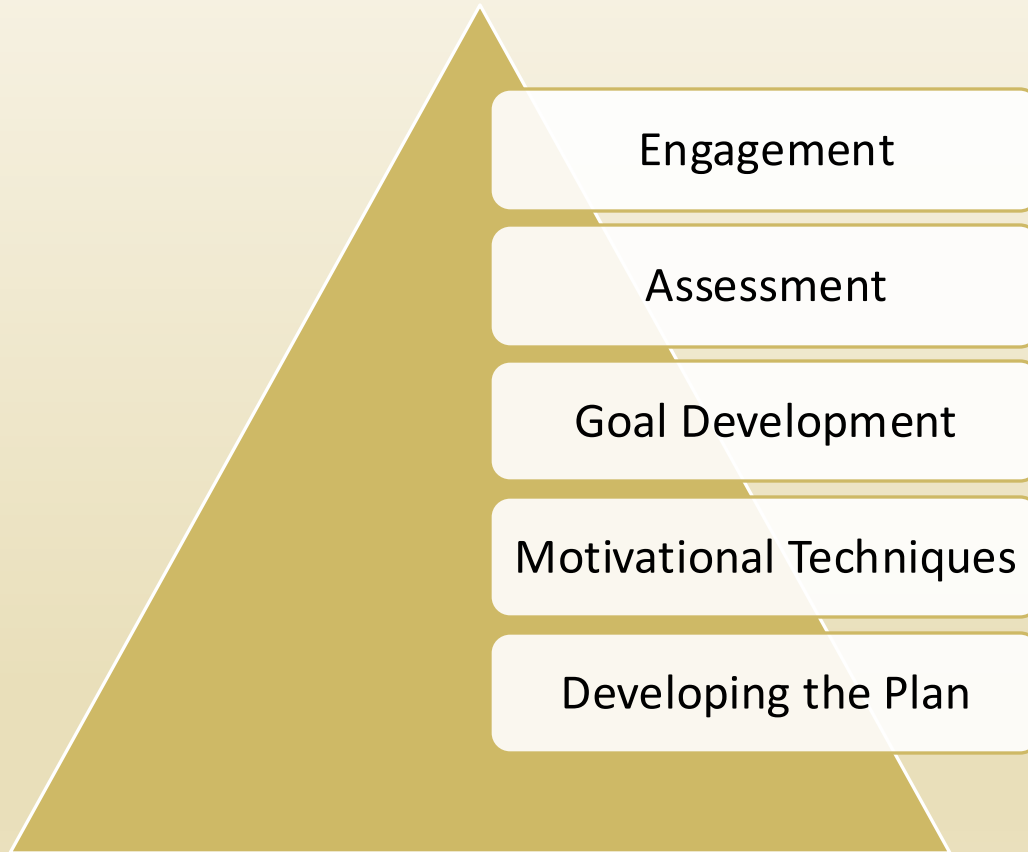 Engagement
Assessment
Goal Development
Motivational Techniques
Developing the Plan